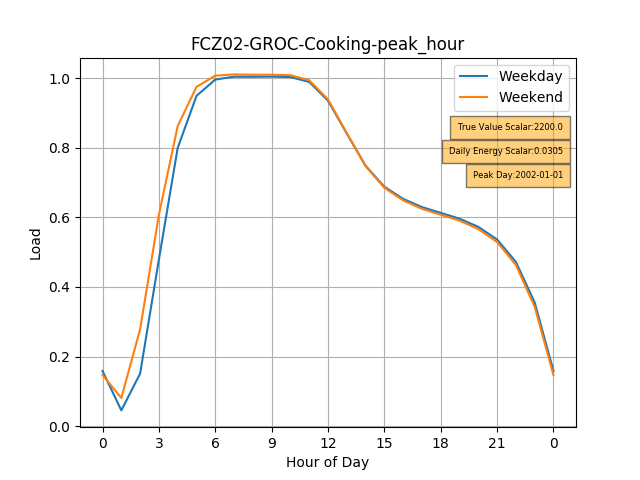 FCZ02-GROC-Cooking-peak_hour
Weekday
Weekend
True Value Scalar:2200.0
Daily Energy Scalar:0.0305
Peak Day:2002-01-01
Load
1.0
0.8
0.6
0.4
0.2
0.0
0 3 6 9 12 15 18 21 0
Hour of Day